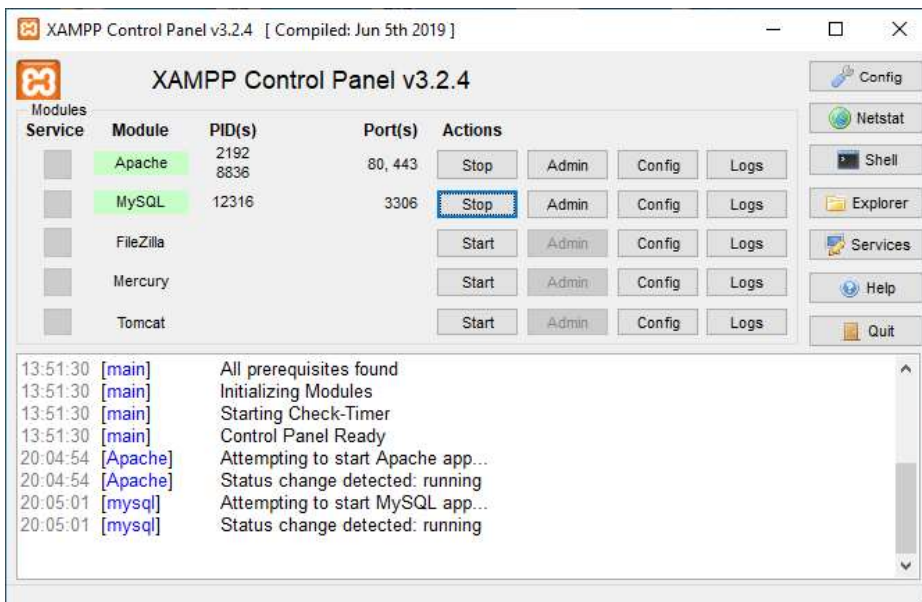 XAMPP Control Panel v3.2.4 [ Compiled: Jun 5th 2019 ]
XAMPP Control Panel v3.2.4
Config
Modules
Service Module PID(s) Port(s) Actions
Netstat
Apache 2192 8836 80, 443 Stop Admin Config Logs
Shell
MySQL 12316 3306 Stop Admin Config Logs
Explorer
FileZilla Start Admin Config Logs
Services
Mercury Start Admin Config Logs
Help
Tomcat Start Admin Config Logs
Quit
13:51:30 [main] All prerequisites found
13:51:30 [main] Initializing Modules
13:51:30 [main] Starting Check-Timer
13:51:30 [main] Control Panel Ready
20:04:54 [Apache] Attempting to start Apache app...
20:04:54 [Apache] Status change detected: running
20:05:01 [mysql] Attempting to start MySQL app...
20:05:01 [mysql] Status change detected: running